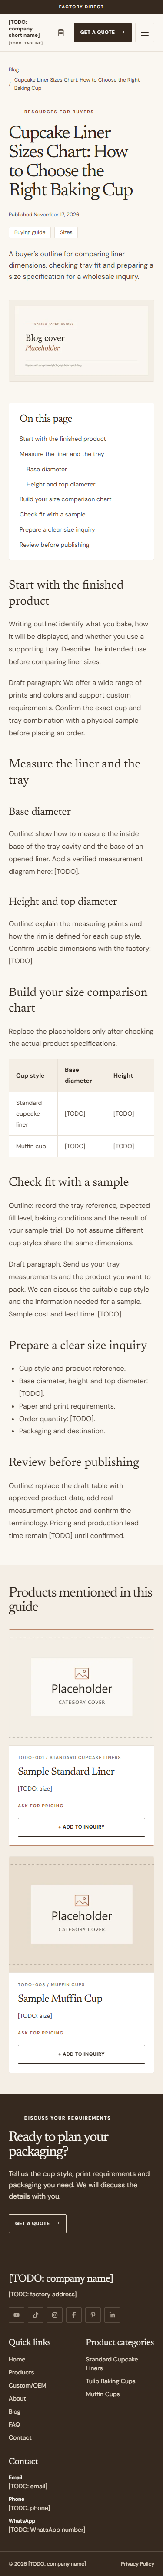 FACTORY DIRECT
[TODO:
company
short name]
[TODO: TAGLINE]
GET A QUOTE →
Blog
/ Cupcake Liner Sizes Chart: How to Choose the Right
Baking Cup
RESOURCES FOR BUYERS
Cupcake Liner
Sizes Chart: How
to Choose the
Right Baking Cup
Published November 17, 2026
Buying guide
Sizes
A buyer's outline for comparing liner
dimensions, checking tray fit and preparing a
size specification for a wholesale inquiry.
BAKING PAPER GUIDES
Blog cover
Placeholder
On this page
Start with the finished product
Measure the liner and the tray
Base diameter
Height and top diameter
Build your size comparison chart
Check fit with a sample
Prepare a clear size inquiry
Review before publishing
Start with the finished
product
Writing outline: identify what you bake, how
it will be displayed, and whether you use a
supporting tray. Describe the intended use
before comparing liner sizes.
Draft paragraph: We offer a wide range of
prints and colors and support custom
requirements. Confirm the exact cup and
tray combination with a physical sample
before placing an order.
Measure the liner and the
tray
Base diameter
Outline: show how to measure the inside
base of the tray cavity and the base of an
opened liner. Add a verified measurement
diagram here: [TODO].
Height and top diameter
Outline: explain the measuring points and
how the rim is defined for each cup style.
Confirm usable dimensions with the factory:
[TODO].
Build your size comparison
chart
Replace the placeholders only after checking
the actual product specifications.
Cup style
Base
diameter
Height
Standard
cupcake
liner
[TODO]
[TODO]
Muffin cup
[TODO]
[TODO]
Check fit with a sample
Outline: record the tray reference, expected
fill level, baking conditions and the result of
your test. Do not assume two different
cup styles share the same dimensions.
Draft paragraph: Send us your tray
measurements and the product you want to
pack. We can discuss the suitable cup style
and the information needed for a sample.
Sample cost and lead time: [TODO].
Prepare a clear size inquiry
• Cup style and product reference.
• Base diameter, height and top diameter:
[TODO].
• Paper and print requirements.
• Order quantity: [TODO].
• Packaging and destination.
Review before publishing
Outline: replace the draft table with
approved product data, add real
measurement photos and confirm the
terminology. Pricing and production lead
time remain [TODO] until confirmed.
Products mentioned in this
guide
Placeholder
CATEGORY COVER
TODO-001 / STANDARD CUPCAKE LINERS
Sample Standard Liner
[TODO: size]
ASK FOR PRICING
+ ADD TO INQUIRY
Placeholder
CATEGORY COVER
TODO-003 / MUFFIN CUPS
Sample Muffin Cup
[TODO: size]
ASK FOR PRICING
+ ADD TO INQUIRY
DISCUSS YOUR REQUIREMENTS
Ready to plan your
packaging?
Tell us the cup style, print requirements and
packaging you need. We will discuss the
details with you.
GET A QUOTE →
[TODO: company name]
[TODO: factory address]
Quick links
Home
Products
Custom/OEM
About
Blog
FAQ
Contact
Product categories
Standard Cupcake
Liners
Tulip Baking Cups
Muffin Cups
Contact
Email
[TODO: email]
Phone
[TODO: phone]
WhatsApp
[TODO: WhatsApp number]
© 2026 [TODO: company name]
Privacy Policy